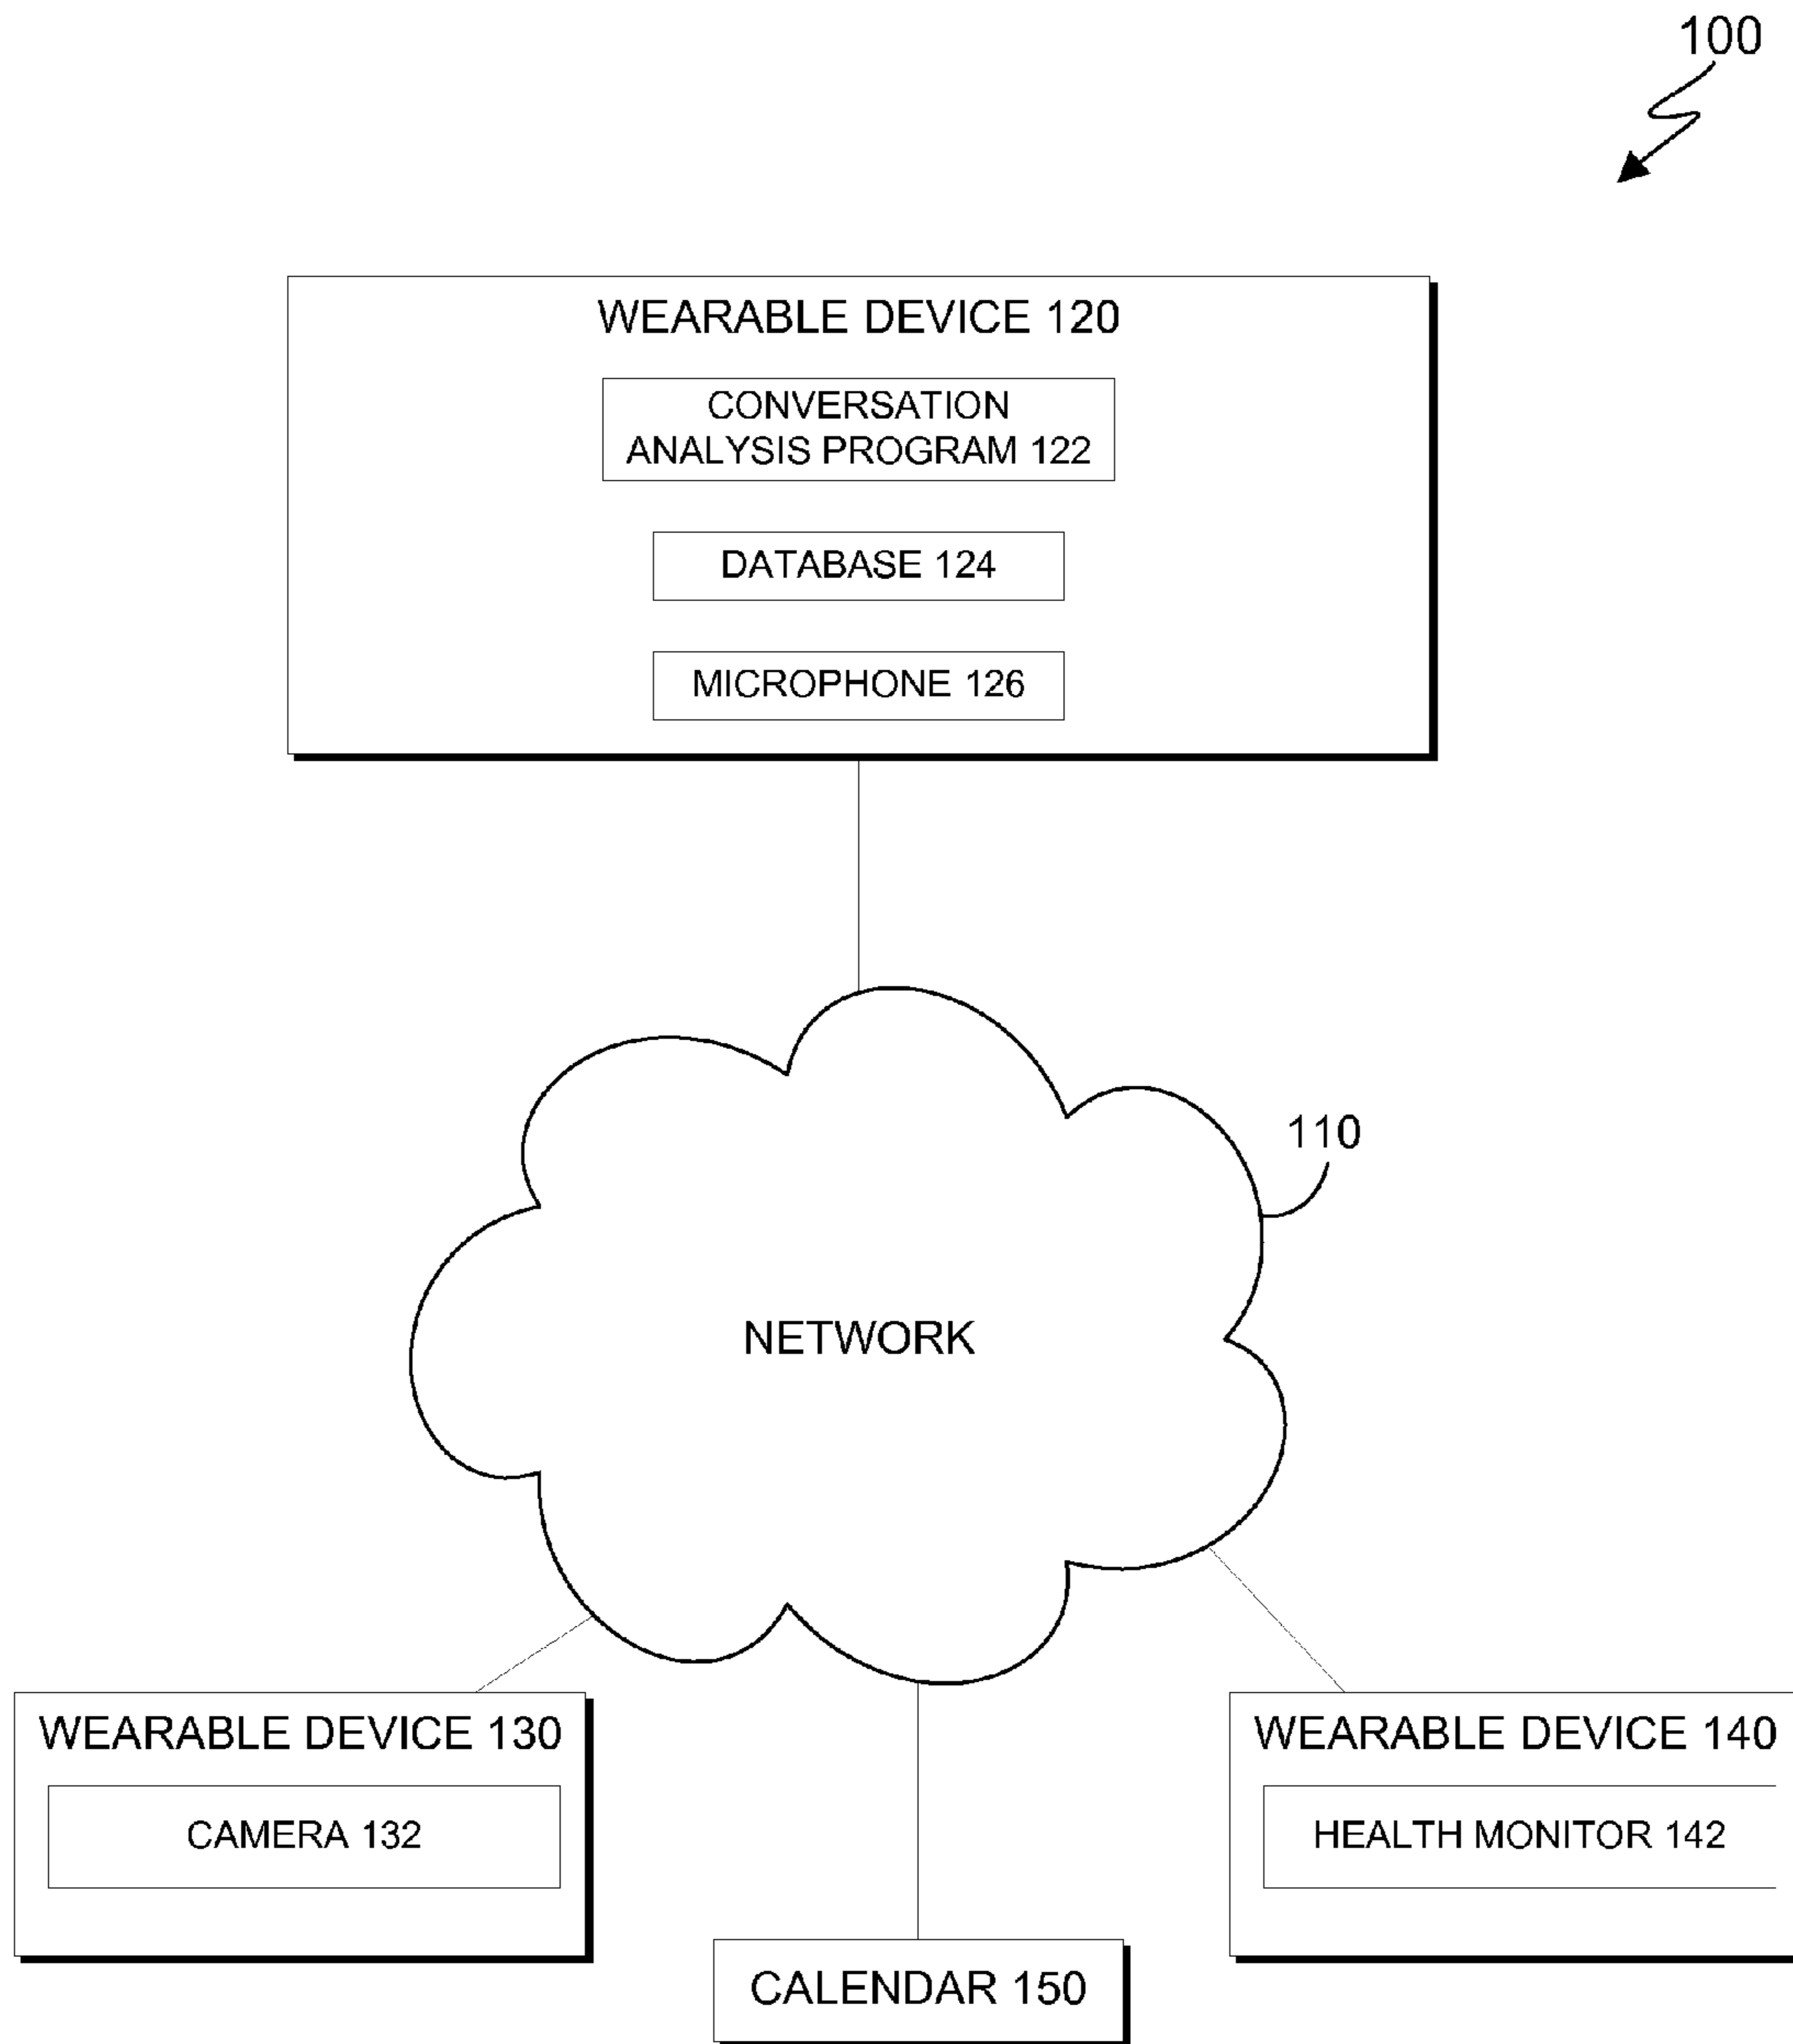 100
WEARABLE DEVICE 120
CONVERSATION
ANALYSIS PROGRAM 122
DATABASE 124
MICROPHONE 126
110
NETWORK
WEARABLE DEVICE 130
CAMERA 132
WEARABLE DEVICE 140
HEALTH MONITOR 142
CALENDAR 150